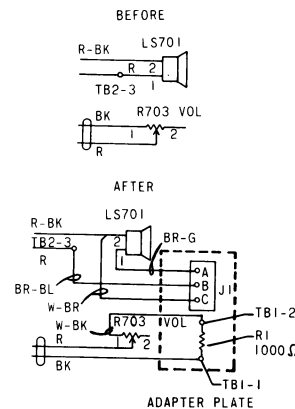 BEFORE
LS701
R-BK
R 2
TB2-3 1
BK R703 VOL
1 2
R
AFTER
LS701
R-BK
2 BR-G
TB2-3 1
R A
BR-BL B J1
W-BR C
W-BK R703 VOL TB1-2
R 1 2 R1
BK 1000Ω
TB1-1
ADAPTER PLATE